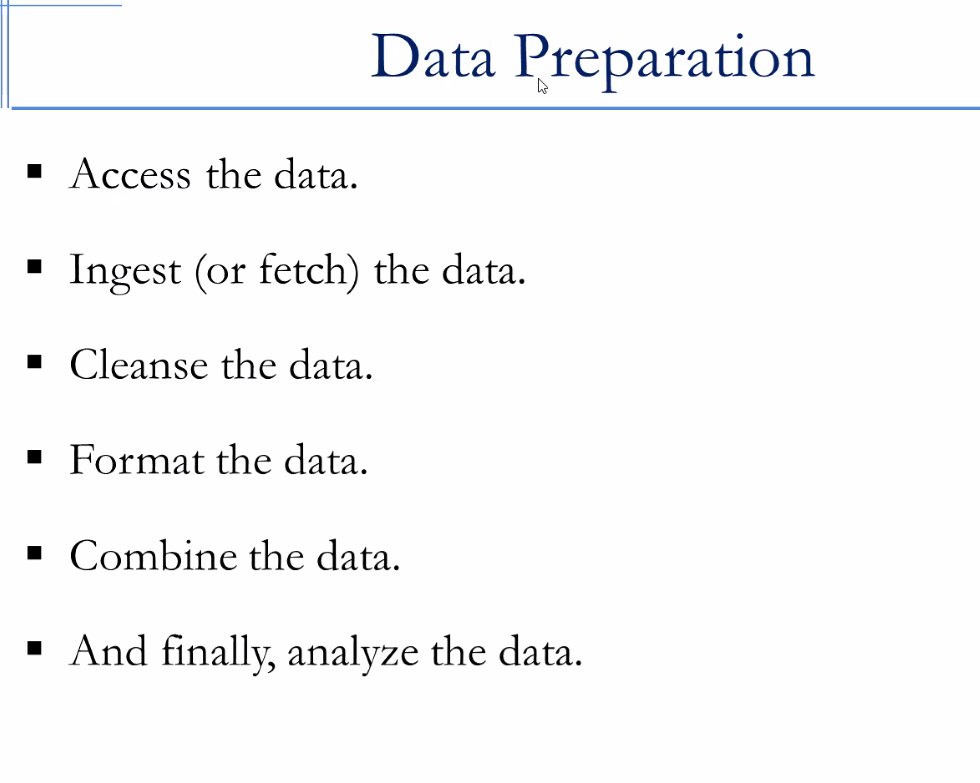 Data Preparation
▪ Access the data.
▪ Ingest (or fetch) the data.
▪ Cleanse the data.
▪ Format the data.
▪ Combine the data.
▪ And finally, analyze the data.